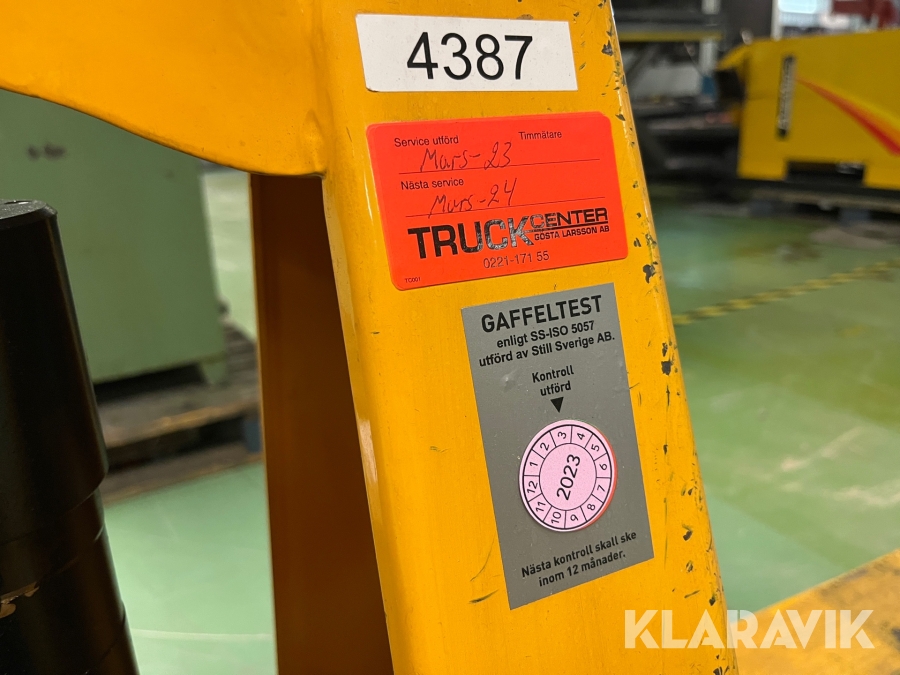 4387
Service utförd Timmätare
Mars-23
Nästa service
Mars-24
TRUCKCENTER
GÖSTA LARSSON AB
0221-171 55
TC001
GAFFELTEST
enligt SS-ISO 5057
utförd av Still Sverige AB.
Kontroll
utförd
1 2 3 4 5 6 7 8 9 10 11 12
2023
Nästa kontroll skall ske
inom 12 månader.
KLARAVIK